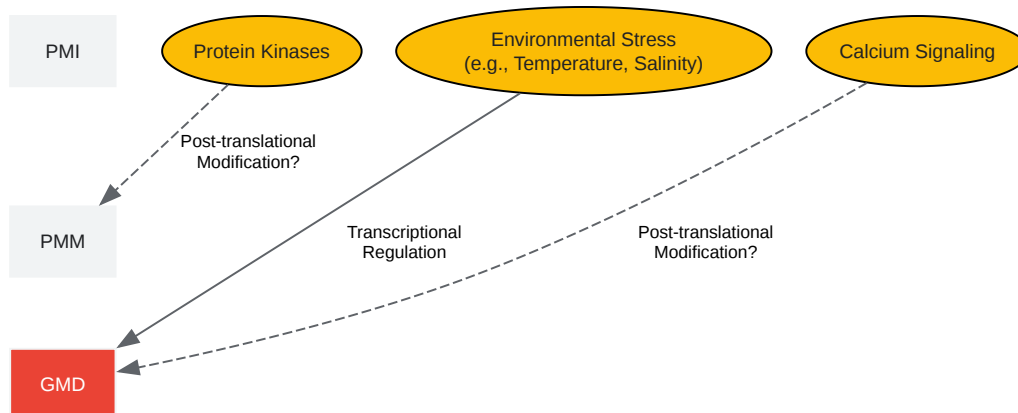 PMI
Protein Kinases
Environmental Stress
(e.g., Temperature, Salinity)
Calcium Signaling
Post-translational
Modification?
PMM
Transcriptional
Regulation
Post-translational
Modification?
GMD